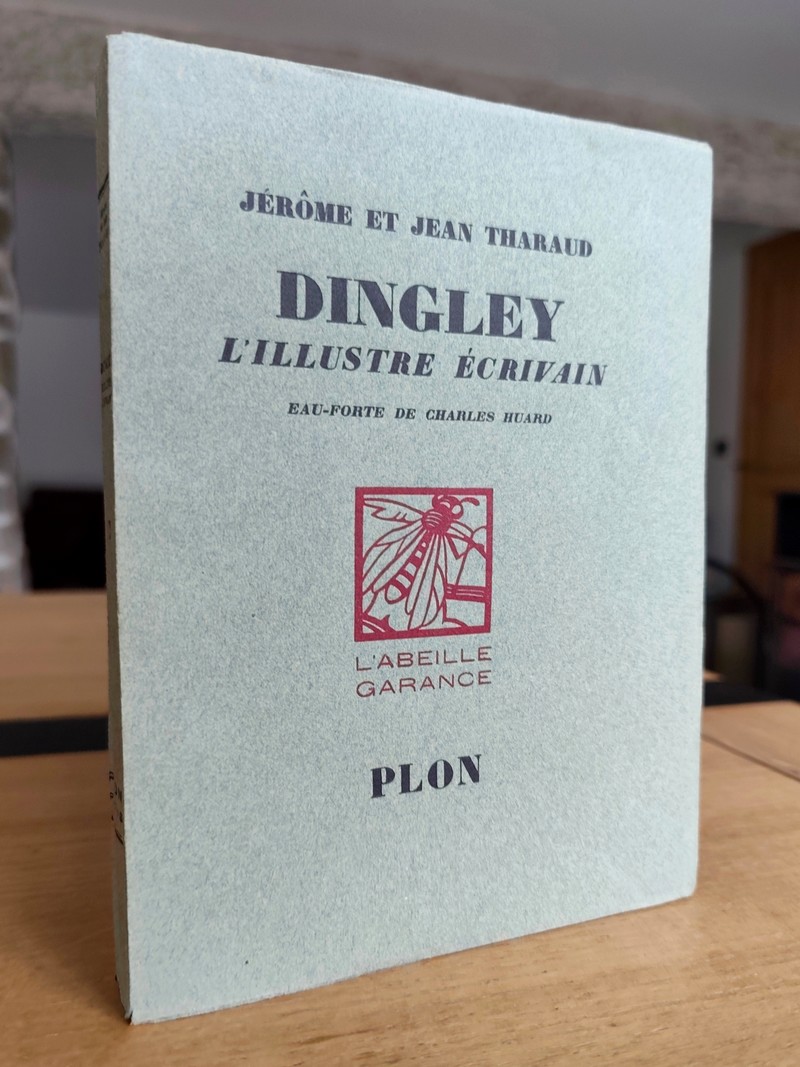 JÉRÔME ET JEAN THARAUD
DINGLEY
L'ILLUSTRE ÉCRIVAIN
EAU-FORTE DE CHARLES HUARD
L'ABEILLE
GARANCE
PLON